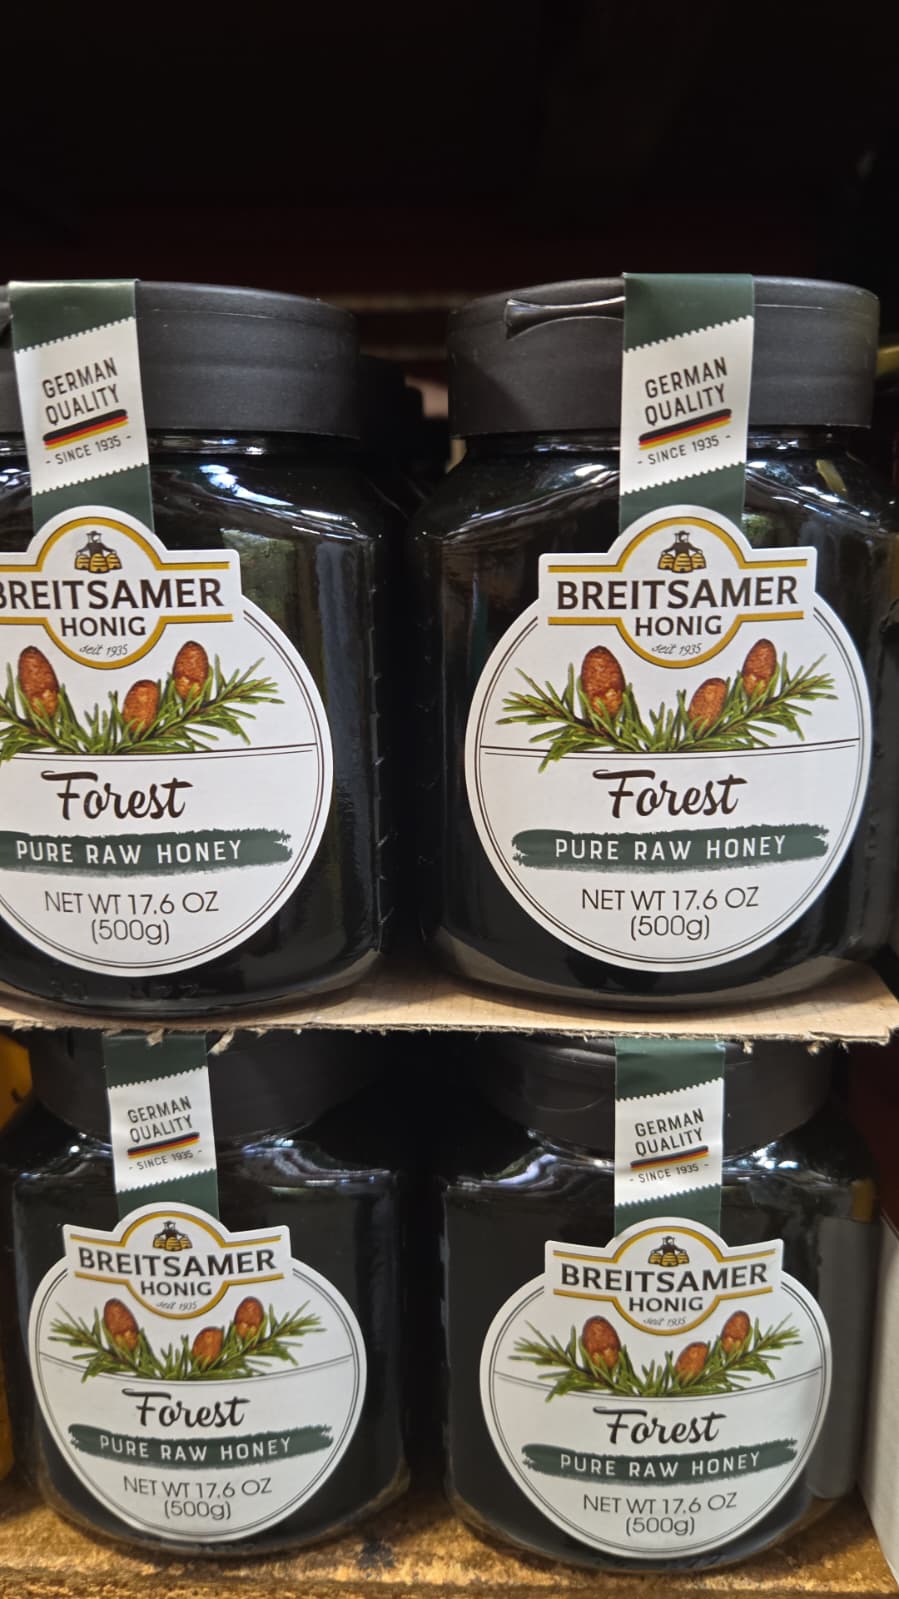 GERMAN
QUALITY
- SINCE 1935 -
BREITSAMER
HONIG
seit 1935
Forest
PURE RAW HONEY
NET WT 17.6 OZ
(500g)
GERMAN
QUALITY
- SINCE 1935 -
BREITSAMER
HONIG
seit 1935
Forest
PURE RAW HONEY
NET WT 17.6 OZ
(500g)
GERMAN
QUALITY
- SINCE 1935 -
BREITSAMER
HONIG
seit 1935
Forest
PURE RAW HONEY
NET WT 17.6 OZ
(500g)
GERMAN
QUALITY
- SINCE 1935 -
BREITSAMER
HONIG
seit 1935
Forest
PURE RAW HONEY
NET WT 17.6 OZ
(500g)